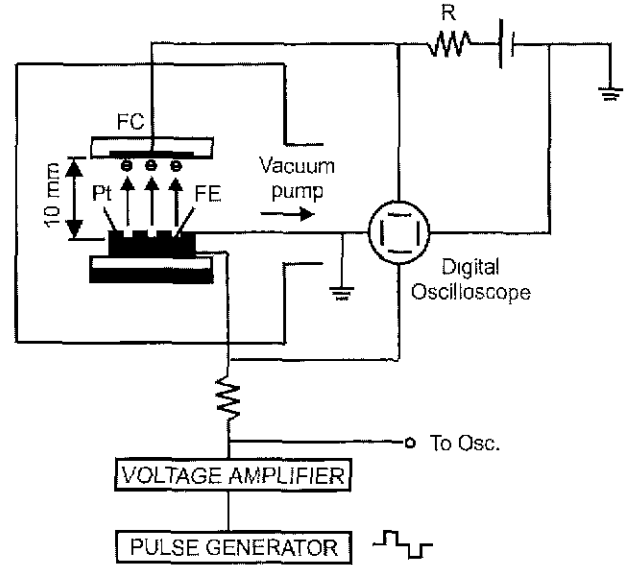 R
FC
10 mm
Pt
FE
Vacuum
pump
Digital
Oscilloscope
To Osc.
VOLTAGE AMPLIFIER
PULSE GENERATOR